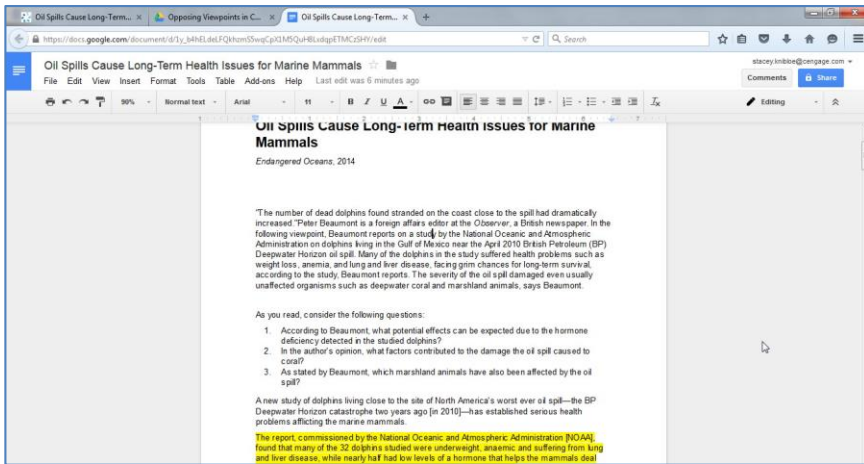 Oil Spills Cause Long-Term... ×
Opposing Viewpoints in C... ×
Oil Spills Cause Long-Term... ×
Search
Oil Spills Cause Long-Term Health Issues for Marine Mammals
stacey.knibloe@cengage.com
File Edit View Insert Format Tools Table Add-ons Help Last edit was 6 minutes ago
Comments
Share
90% Normal text Arial 11 B I U A
Editing
Oil Spills Cause Long-Term Health Issues for Marine
Mammals
Endangered Oceans, 2014
"The number of dead dolphins found stranded on the coast close to the spill had dramatically
increased."Peter Beaumont is a foreign affairs editor at the Observer, a British newspaper. In the
following viewpoint, Beaumont reports on a study by the National Oceanic and Atmospheric
Administration on dolphins living in the Gulf of Mexico near the April 2010 British Petroleum (BP)
Deepwater Horizon oil spill. Many of the dolphins in the study suffered health problems such as
weight loss, anemia, and lung and liver disease, facing grim chances for long-term survival,
according to the study, Beaumont reports. The severity of the oil spill damaged even usually
unaffected organisms such as deepwater coral and marshland animals, says Beaumont.
As you read, consider the following questions:
1. According to Beaumont, what potential effects can be expected due to the hormone
deficiency detected in the studied dolphins?
2. In the author's opinion, what factors contributed to the damage the oil spill caused to
coral?
3. As stated by Beaumont, which marshland animals have also been affected by the oil
spill?
A new study of dolphins living close to the site of North America's worst ever oil spill—the BP
Deepwater Horizon catastrophe two years ago [in 2010]—has established serious health
problems afflicting the marine mammals.
The report, commissioned by the National Oceanic and Atmospheric Administration [NOAA],
found that many of the 32 dolphins studied were underweight, anaemic and suffering from lung
and liver disease, while nearly half had low levels of a hormone that helps the mammals deal